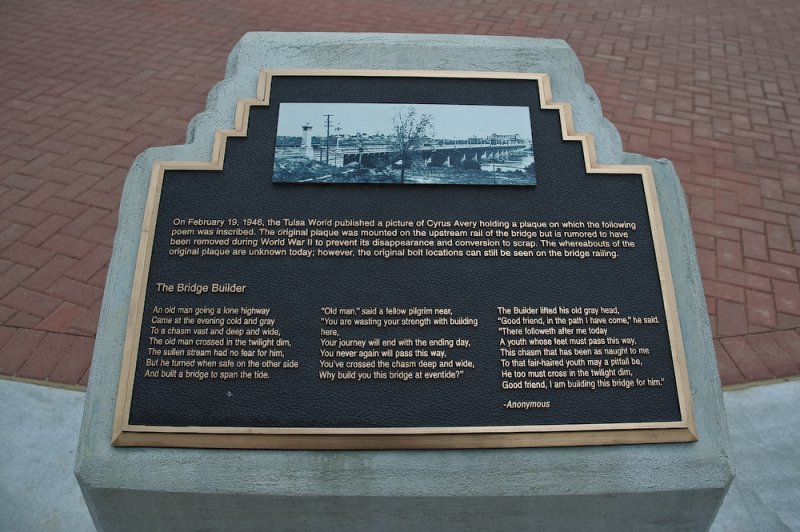 On February 19, 1946, the Tulsa World published a picture of Cyrus Avery holding a plaque on which the following
poem was inscribed. The original plaque was mounted on the upstream rail of the bridge but is rumored to have
been removed during World War II to prevent its disappearance and conversion to scrap. The whereabouts of the
original plaque are unknown today; however, the original bolt locations can still be seen on the bridge railing.
The Bridge Builder
An old man going a lone highway
Came at the evening cold and gray
To a chasm vast and deep and wide,
The old man crossed in the twilight dim,
The sullen stream had no fear for him,
But he turned when safe on the other side
And built a bridge to span the tide.
"Old man," said a fellow pilgrim near,
"You are wasting your strength with building
here,
Your journey will end with the ending day,
You never again will pass this way,
You've crossed the chasm deep and wide,
Why build you this bridge at eventide?"
The Builder lifted his old gray head,
"Good friend, in the path I have come," he said.
"There followeth after me today
A youth whose feet must pass this way,
This chasm that has been as naught to me
To that fair-haired youth may a pitfall be,
He too must cross in the twilight dim,
Good friend, I am building this bridge for him."
-Anonymous